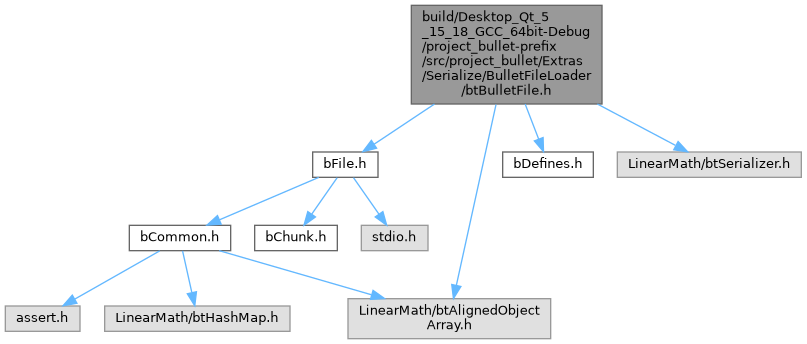 build/Desktop_Qt_5
_15_18_GCC_64bit-Debug
/project_bullet-prefix
/src/project_bullet/Extras
/Serialize/BulletFileLoader
/btBulletFile.h
bFile.h
bDefines.h
LinearMath/btSerializer.h
bCommon.h
bChunk.h
stdio.h
assert.h
LinearMath/btHashMap.h
LinearMath/btAlignedObject
Array.h